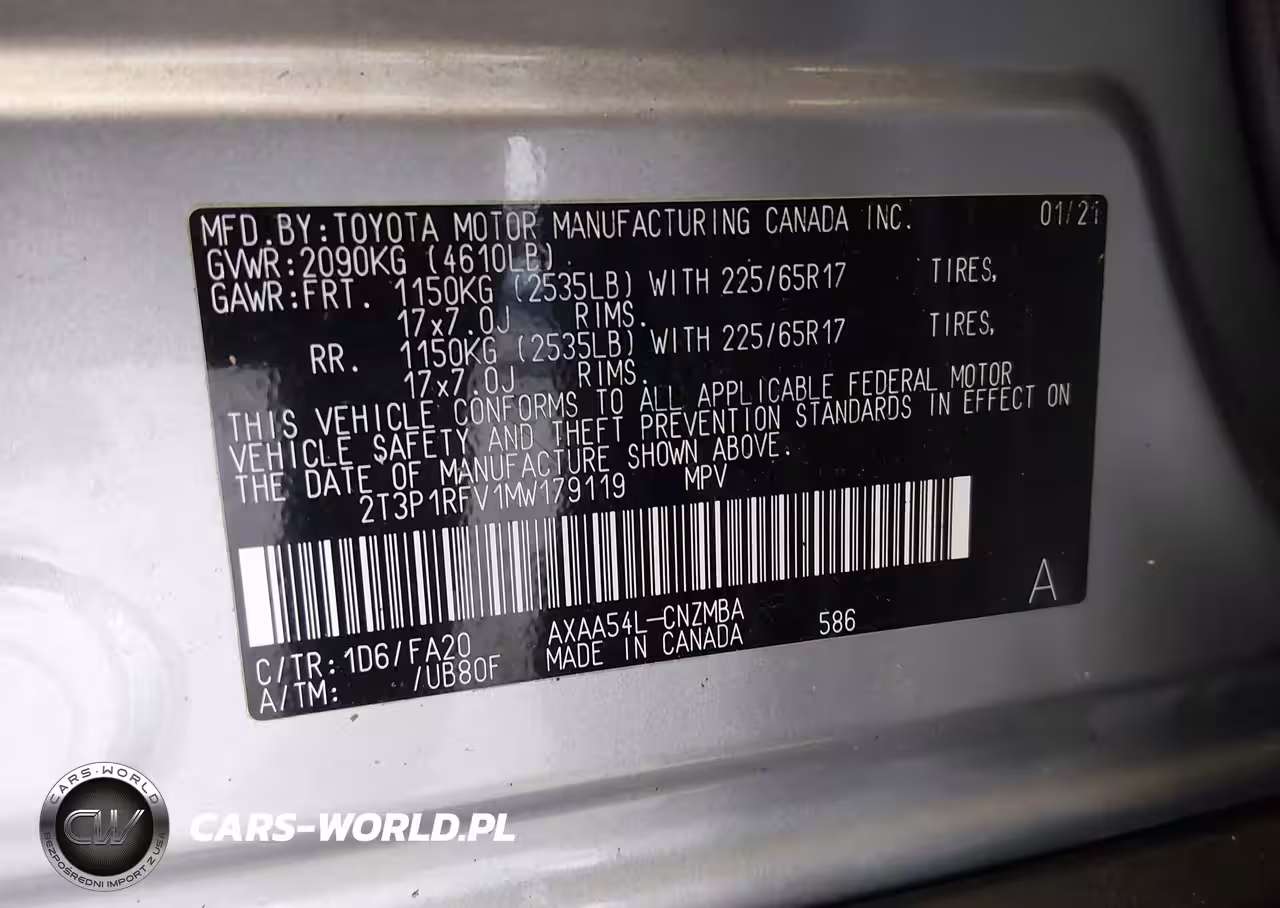 MFD.BY:TOYOTA MOTOR MANUFACTURING CANADA INC. 01/21
GVWR:2090KG (4610LB)
GAWR:FRT. 1150KG (2535LB) WITH 225/65R17 TIRES,
17x7.0J RIMS.
RR. 1150KG (2535LB) WITH 225/65R17 TIRES,
17x7.0J RIMS.
THIS VEHICLE CONFORMS TO ALL APPLICABLE FEDERAL MOTOR
VEHICLE SAFETY AND THEFT PREVENTION STANDARDS IN EFFECT ON
THE DATE OF MANUFACTURE SHOWN ABOVE.
2T3P1RFV1MW179119 MPV
A
C/TR:1D6/FA20 AXAA54L-CNZMBA 586
A/TM: /UB80F MADE IN CANADA
CARS-WORLD
CW
BEZPOŚREDNI IMPORT Z USA
CARS-WORLD.PL